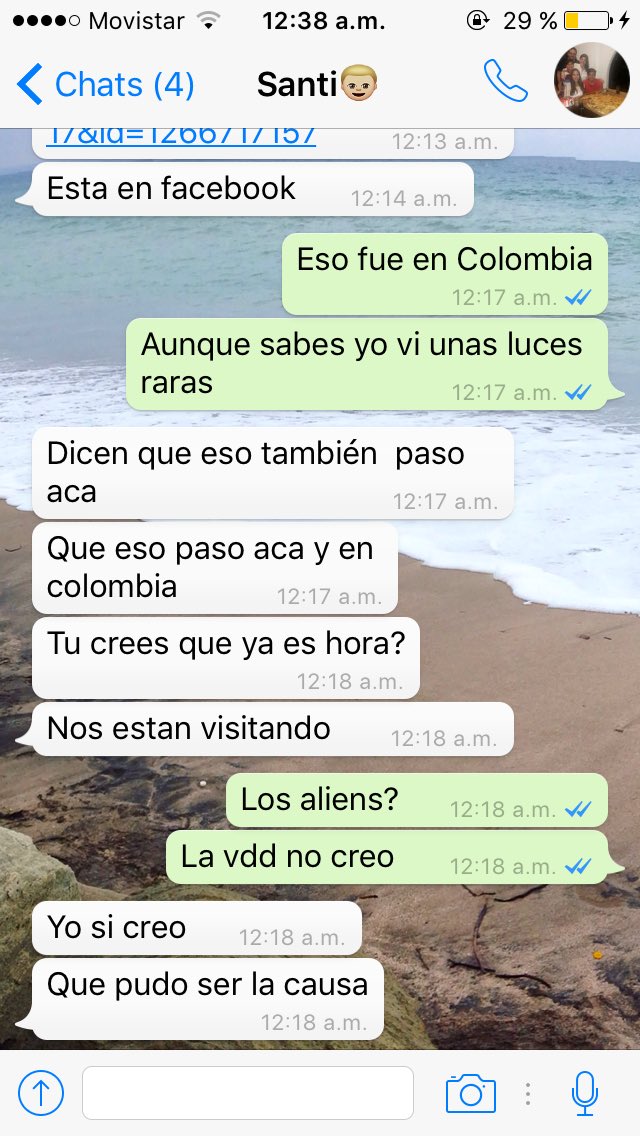 Movistar 12:38 a.m. 29 %
Chats (4) Santi
17&id=1266717157
12:13 a.m.
Esta en facebook
12:14 a.m.
Eso fue en Colombia
12:17 a.m.
Aunque sabes yo vi unas luces
raras
12:17 a.m.
Dicen que eso también  paso
aca
12:17 a.m.
Que eso paso aca y en
colombia
12:17 a.m.
Tu crees que ya es hora?
12:18 a.m.
Nos estan visitando
12:18 a.m.
Los aliens?
12:18 a.m.
La vdd no creo
12:18 a.m.
Yo si creo
12:18 a.m.
Que pudo ser la causa
12:18 a.m.